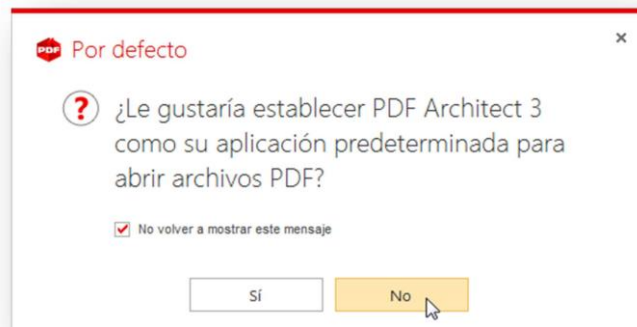 PDF Por defecto
¿Le gustaría establecer PDF Architect 3
como su aplicación predeterminada para
abrir archivos PDF?
No volver a mostrar este mensaje
Sí No